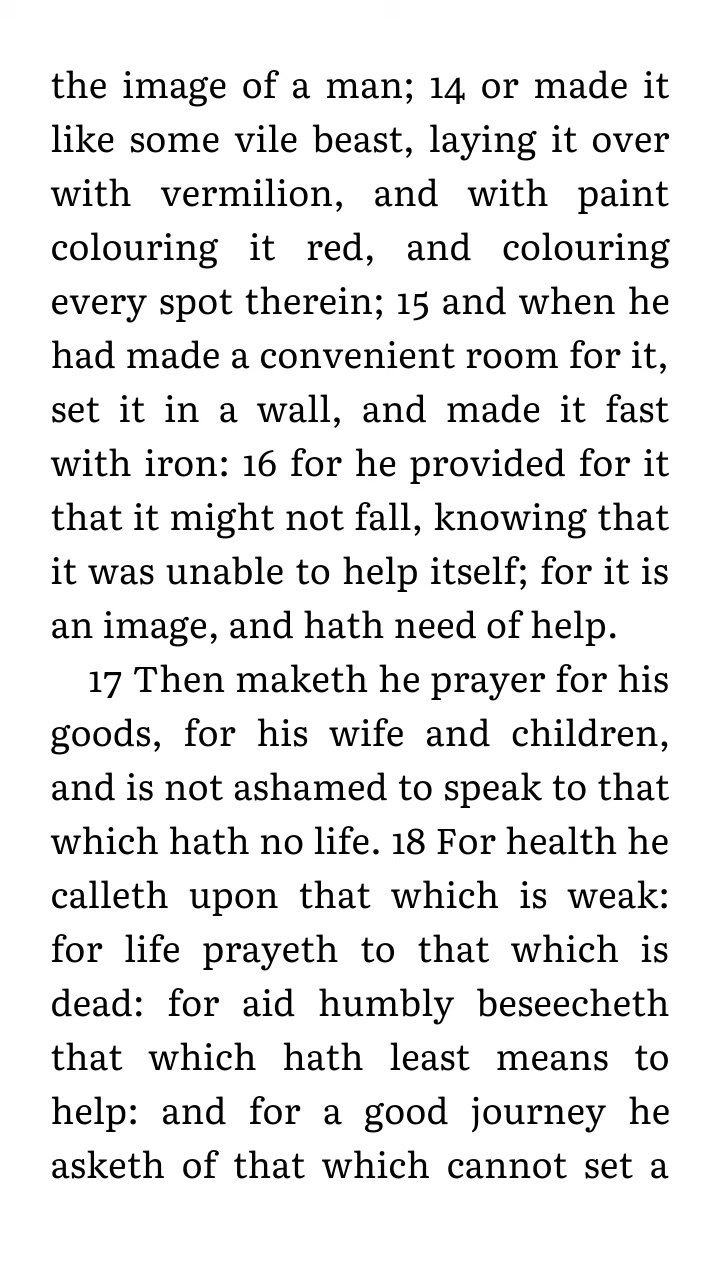 the image of a man; 14 or made it
like some vile beast, laying it over
with vermilion, and with paint
colouring it red, and colouring
every spot therein; 15 and when he
had made a convenient room for it,
set it in a wall, and made it fast
with iron: 16 for he provided for it
that it might not fall, knowing that
it was unable to help itself; for it is
an image, and hath need of help.
17 Then maketh he prayer for his
goods, for his wife and children,
and is not ashamed to speak to that
which hath no life. 18 For health he
calleth upon that which is weak:
for life prayeth to that which is
dead: for aid humbly beseecheth
that which hath least means to
help: and for a good journey he
asketh of that which cannot set a